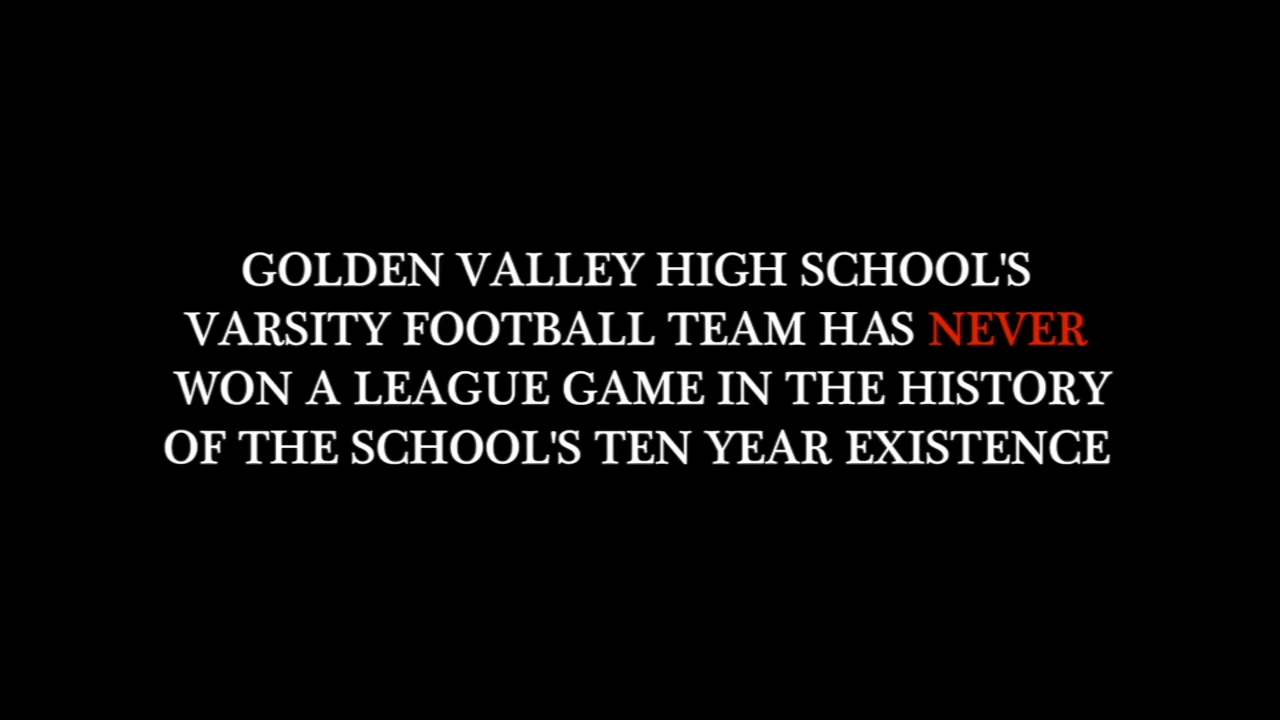 GOLDEN VALLEY HIGH SCHOOL'S
VARSITY FOOTBALL TEAM HAS NEVER
WON A LEAGUE GAME IN THE HISTORY
OF THE SCHOOL'S TEN YEAR EXISTENCE